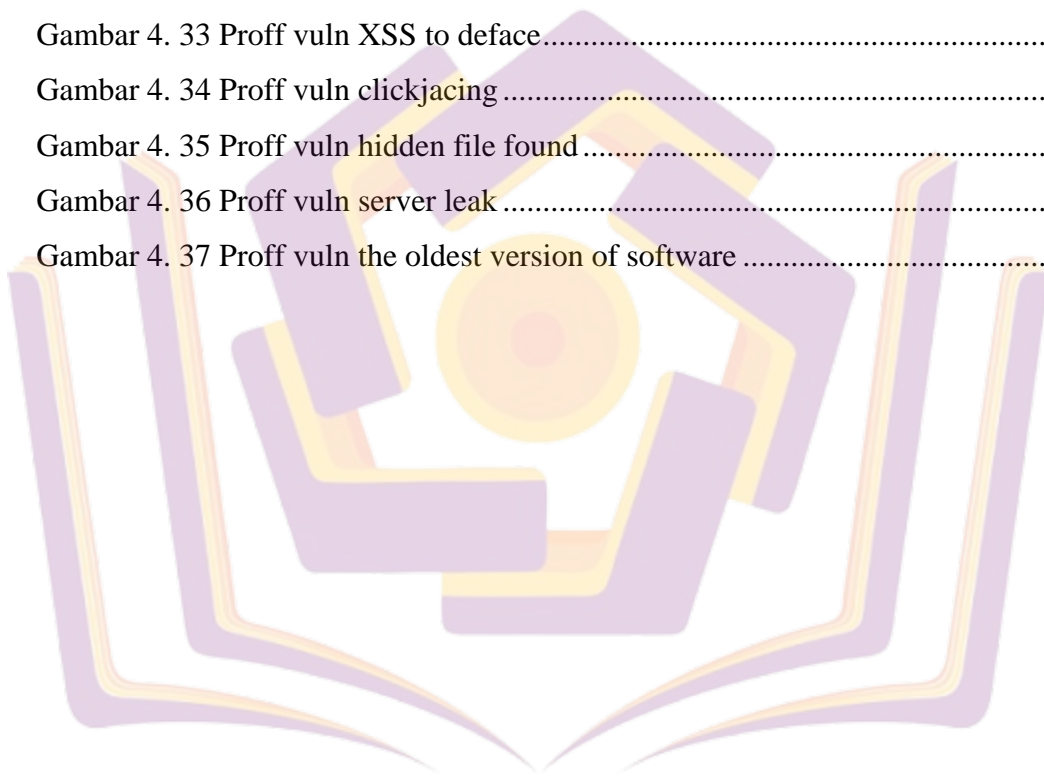 Gambar 4. 33 Proff vuln XSS to deface..................................................................
Gambar 4. 34 Proff vuln clickjacing.......................................................................
Gambar 4. 35 Proff vuln hidden file found............................................................
Gambar 4. 36 Proff vuln server leak.......................................................................
Gambar 4. 37 Proff vuln the oldest version of software.......................................